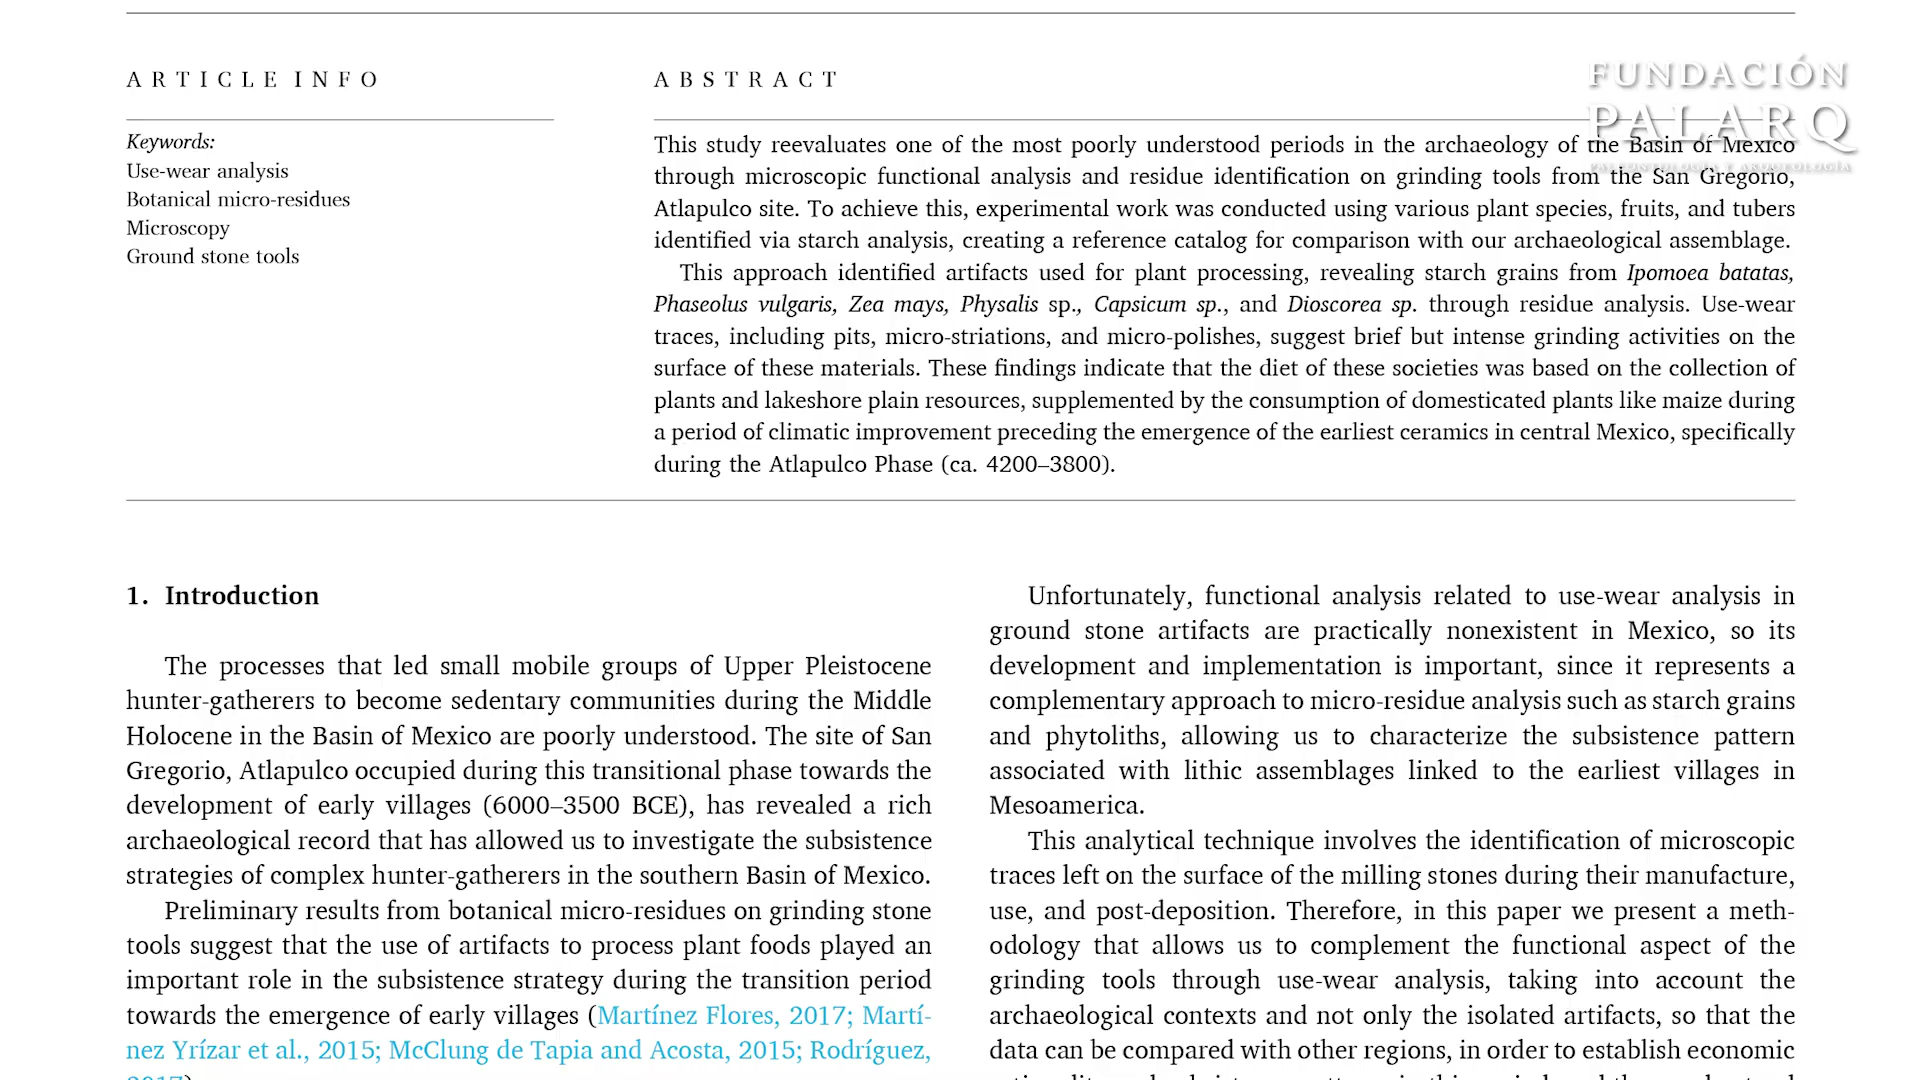 ARTICLE INFO
Keywords:
Use-wear analysis
Botanical micro-residues
Microscopy
Ground stone tools
ABSTRACT
This study reevaluates one of the most poorly understood periods in the archaeology of the Basin of Mexico
through microscopic functional analysis and residue identification on grinding tools from the San Gregorio,
Atlapulco site. To achieve this, experimental work was conducted using various plant species, fruits, and tubers
identified via starch analysis, creating a reference catalog for comparison with our archaeological assemblage.
This approach identified artifacts used for plant processing, revealing starch grains from Ipomoea batatas,
Phaseolus vulgaris, Zea mays, Physalis sp., Capsicum sp., and Dioscorea sp. through residue analysis. Use-wear
traces, including pits, micro-striations, and micro-polishes, suggest brief but intense grinding activities on the
surface of these materials. These findings indicate that the diet of these societies was based on the collection of
plants and lakeshore plain resources, supplemented by the consumption of domesticated plants like maize during
a period of climatic improvement preceding the emergence of the earliest ceramics in central Mexico, specifically
during the Atlapulco Phase (ca. 4200–3800).
FUNDACIÓN
PALARQ
PALEONTOLOGÍA Y ARQUEOLOGÍA
1. Introduction
The processes that led small mobile groups of Upper Pleistocene
hunter-gatherers to become sedentary communities during the Middle
Holocene in the Basin of Mexico are poorly understood. The site of San
Gregorio, Atlapulco occupied during this transitional phase towards the
development of early villages (6000–3500 BCE), has revealed a rich
archaeological record that has allowed us to investigate the subsistence
strategies of complex hunter-gatherers in the southern Basin of Mexico.
Preliminary results from botanical micro-residues on grinding stone
tools suggest that the use of artifacts to process plant foods played an
important role in the subsistence strategy during the transition period
towards the emergence of early villages (Martínez Flores, 2017; Martí-
nez Yrízar et al., 2015; McClung de Tapia and Acosta, 2015; Rodríguez,
Unfortunately, functional analysis related to use-wear analysis in
ground stone artifacts are practically nonexistent in Mexico, so its
development and implementation is important, since it represents a
complementary approach to micro-residue analysis such as starch grains
and phytoliths, allowing us to characterize the subsistence pattern
associated with lithic assemblages linked to the earliest villages in
Mesoamerica.
This analytical technique involves the identification of microscopic
traces left on the surface of the milling stones during their manufacture,
use, and post-deposition. Therefore, in this paper we present a meth-
odology that allows us to complement the functional aspect of the
grinding tools through use-wear analysis, taking into account the
archaeological contexts and not only the isolated artifacts, so that the
data can be compared with other regions, in order to establish economic